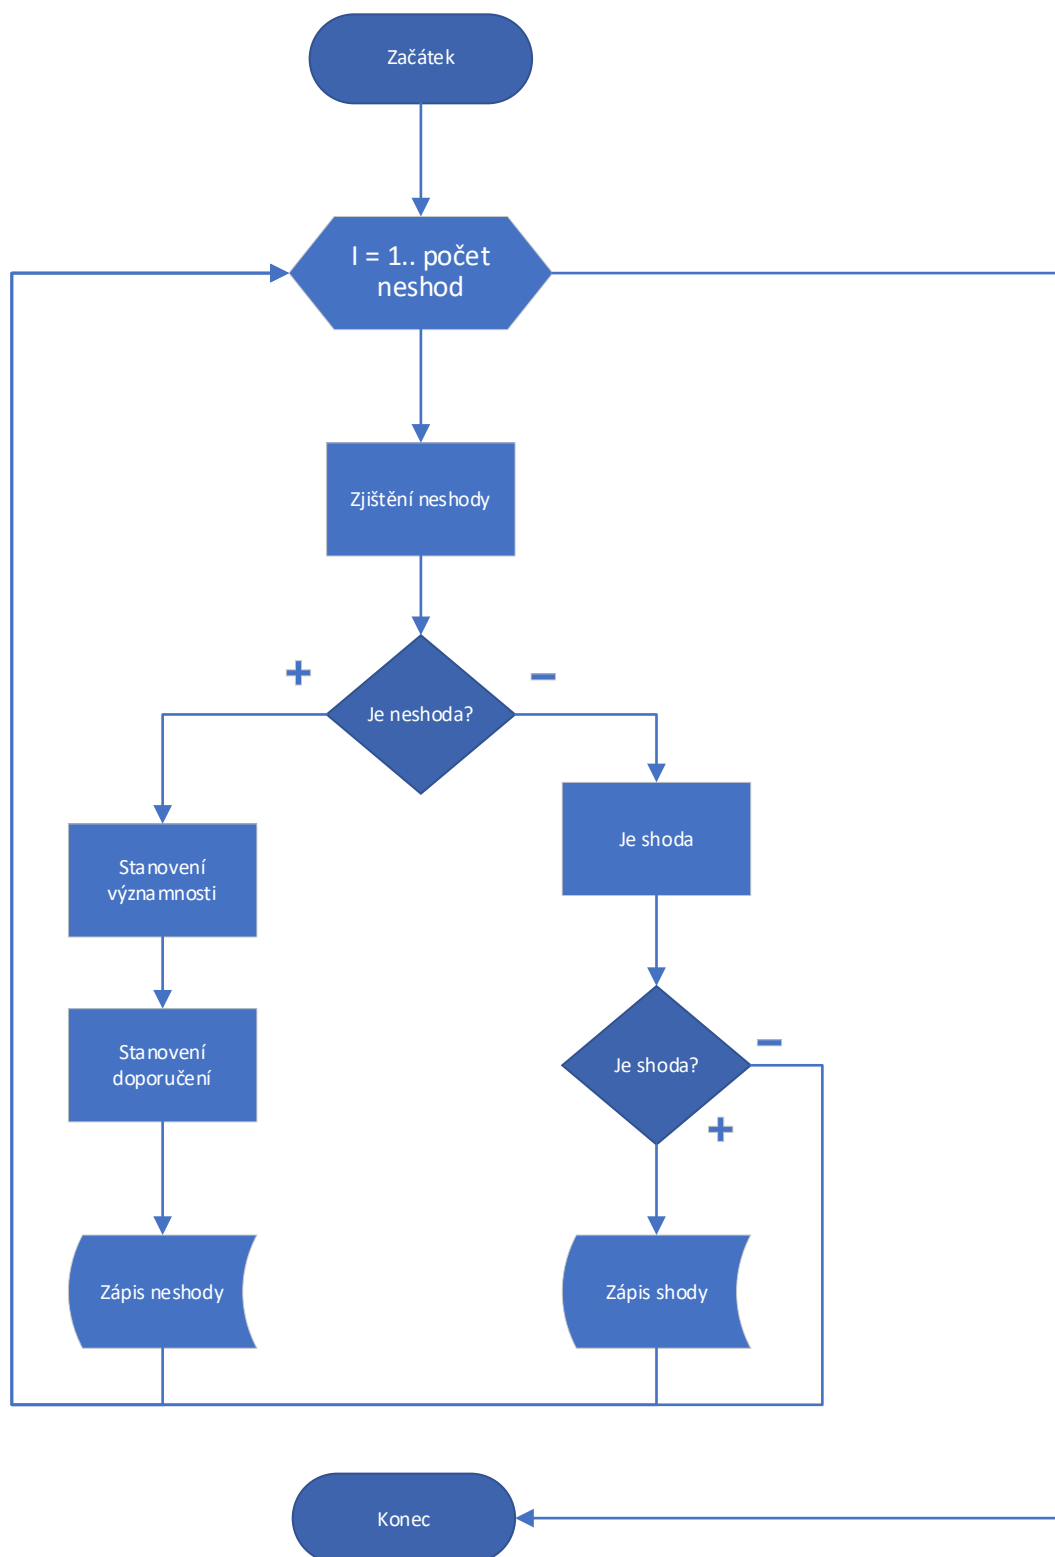 Začátek
I = 1.. počet
neshod
Zjištění neshody
+
–
Je neshoda?
Je shoda
Stanovení
významnosti
–
Stanovení
doporučení
Je shoda?
+
Zápis neshody
Zápis shody
Konec